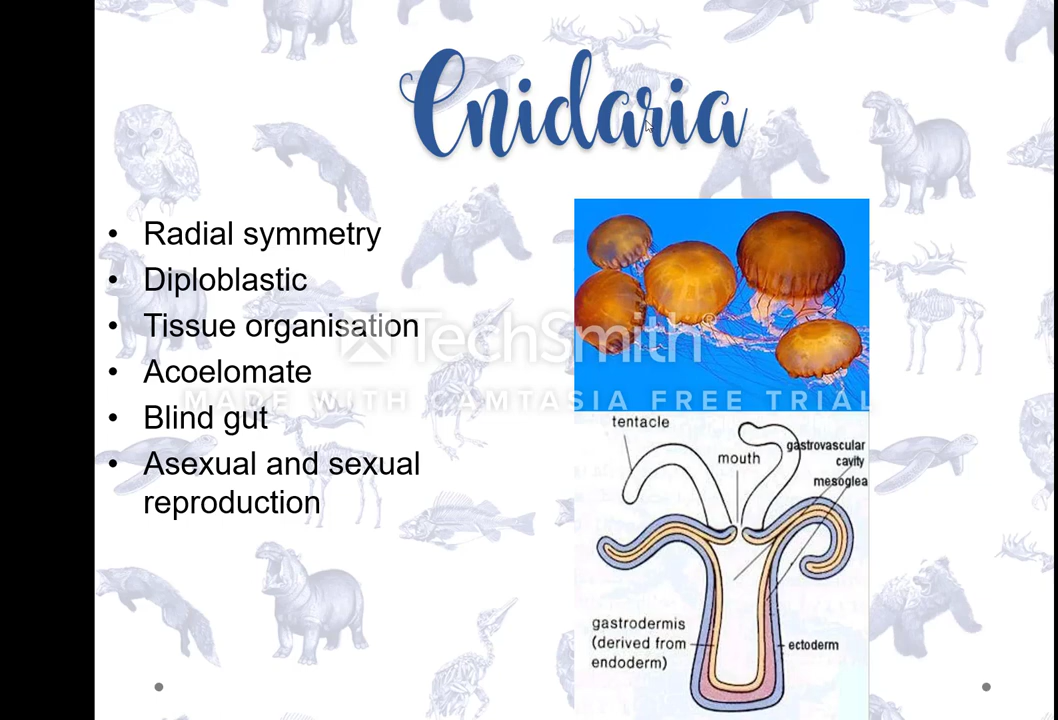 Cnidaria
• Radial symmetry
• Diploblastic
• Tissue organisation
• Acoelomate
• Blind gut
• Asexual and sexual
reproduction
TechSmith®
MADE WITH CAMTASIA FREE TRIAL
tentacle
mouth
gastrovascular
cavity
mesoglea
gastrodermis
(derived from
endoderm)
ectoderm